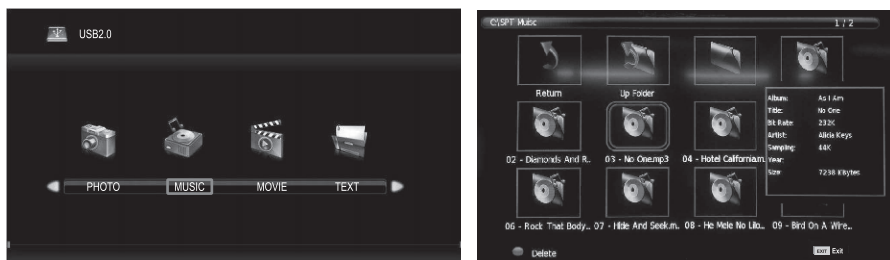 USB2.0
PHOTO MUSIC MOVIE TEXT
C:\SPT Muisc 1 / 2
Return Up Folder
Album: As I Am
Title: No One
Bit Rate: 232K
Artist: Alicia Keys
Sampling: 44K
Year:
Size: 7238 KBytes
02 - Diamonds And R.. 03 - No One.mp3 04 - Hotel California.m
06 - Rock That Body.. 07 - Hide And Seek.m.. 08 - He Mele No Lilo... 09 - Bird On A Wire...
Delete EXIT Exit